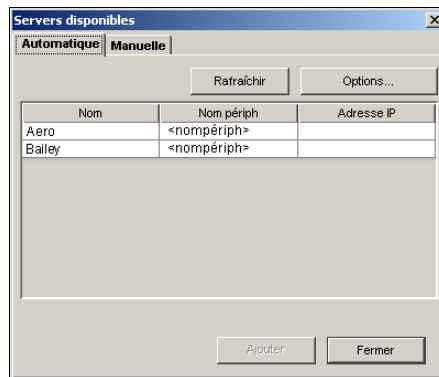 Servers disponibles
Automatique Manuelle
Rafraîchir Options...
Nom Nom périph Adresse IP
Aero <nompériph>
Bailey <nompériph>
Ajouter Fermer